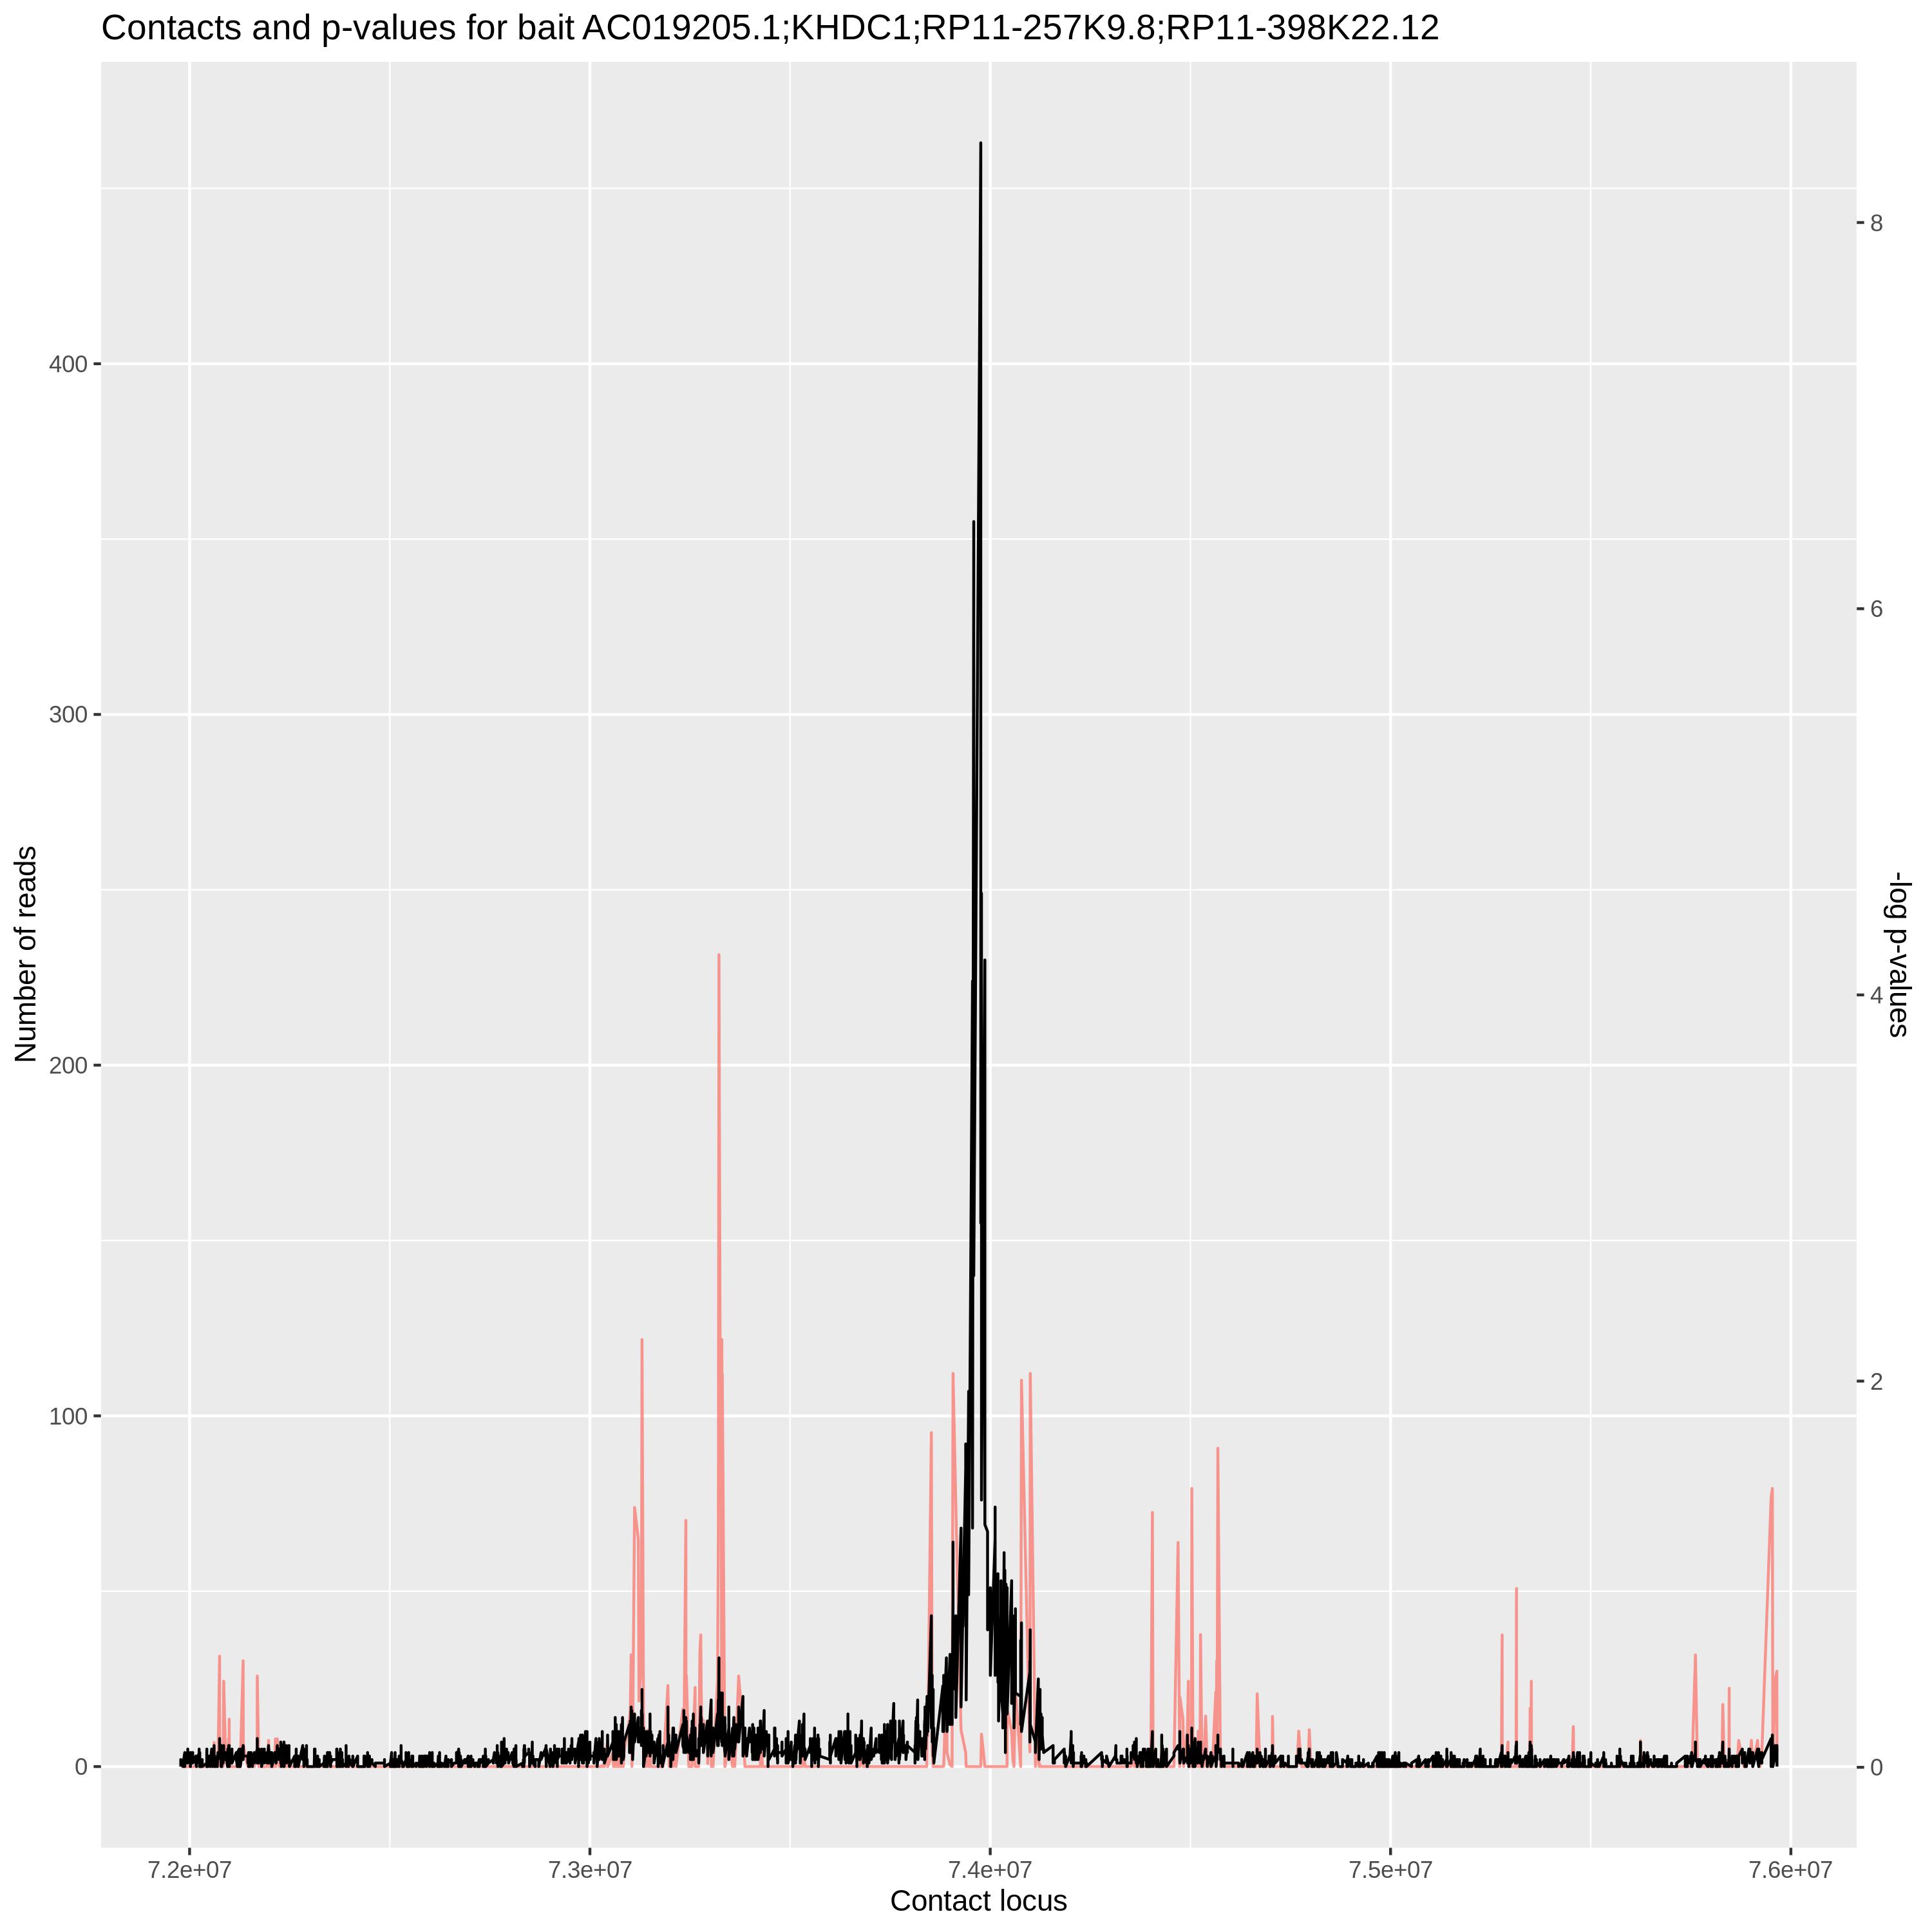 Contacts and p-values for bait AC019205.1;KHDC1;RP11-257K9.8;RP11-398K22.12
Number of reads
400
300
200
100
0
8
6
4
2
0
-log p-values
7.2e+07
7.3e+07
7.4e+07
7.5e+07
7.6e+07
Contact locus